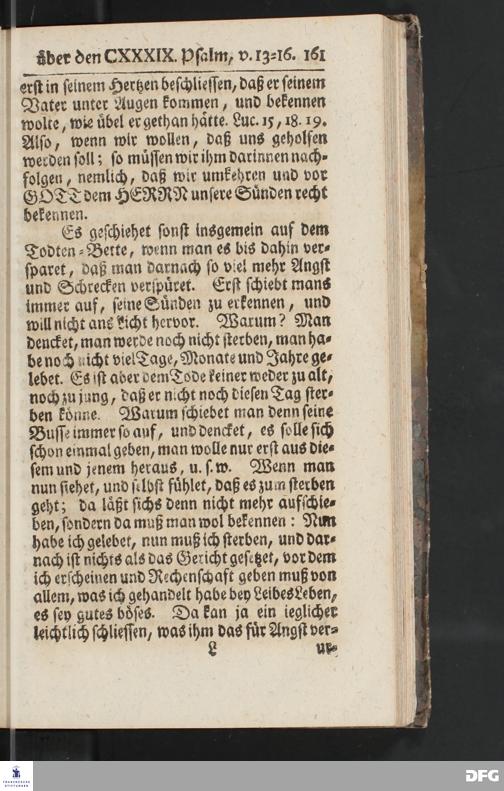 über den CXXXIX. Psalm, v. 13-16. 161
erst in seinem Hertzen beschliessen, daß er seinem
Vater unter Augen kommen, und bekennen
wolte, wie übel er gethan hätte. Luc. 15, 18. 19.
Also, wenn wir wollen, daß uns geholfen
werden soll; so müssen wir ihm darinnen nach-
folgen, nemlich, daß wir umkehren und vor
GOTT dem HERRN unsere Sünden recht
bekennen.
Es geschiehet sonst insgemein auf dem
Todten-Bette, wenn man es bis dahin ver-
sparet, daß man darnach so viel mehr Angst
und Schrecken verspüret. Erst schiebt mans
immer auf, seine Sünden zu erkennen, und
will nicht ans Licht hervor. Warum? Man
dencket, man werde noch nicht sterben, man ha-
be noch nicht viel Tage, Monate und Jahre ge-
lebet. Es ist aber dem Tode keiner weder zu alt,
noch zu jung, daß er nicht noch diesen Tag ster-
ben könne. Warum schiebet man denn seine
Busse immer so auf, und dencket, es solle sich
schon einmal geben, man wolle nur erst aus die-
sem und jenem heraus, u. s. w. Wenn man
nun siehet, und selbst fühlet, daß es zum sterben
geht; da läßt sichs denn nicht mehr aufschie-
ben, sondern da muß man wol bekennen: Nun
habe ich gelebet, nun muß ich sterben, und dar-
nach ist nichts als das Gericht gesetzet, vor dem
ich erscheinen und Rechenschaft geben muß von
allem, was ich gehandelt habe bey Leibes Leben,
es sey gutes böses. Da kan ja ein ieglicher
leichtlich schliessen, was ihm das für Angst ver-
L ur-
FRANCKESCHE
STIFTUNGEN
DFG